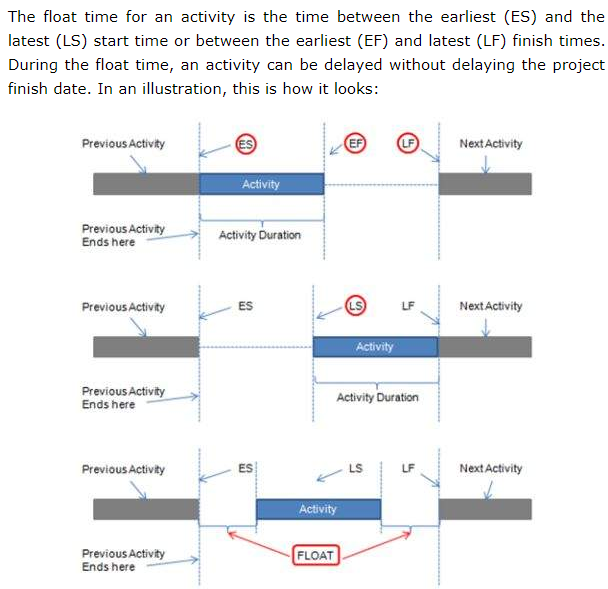 The float time for an activity is the time between the earliest (ES) and the
latest (LS) start time or between the earliest (EF) and latest (LF) finish times.
During the float time, an activity can be delayed without delaying the project
finish date. In an illustration, this is how it looks:
Previous Activity
ES
EF
LF
Next Activity
Activity
Previous Activity
Ends here
Activity Duration
Previous Activity
ES
LS
LF
Next Activity
Activity
Previous Activity
Ends here
Activity Duration
Previous Activity
ES
LS
LF
Next Activity
Activity
Previous Activity
Ends here
FLOAT